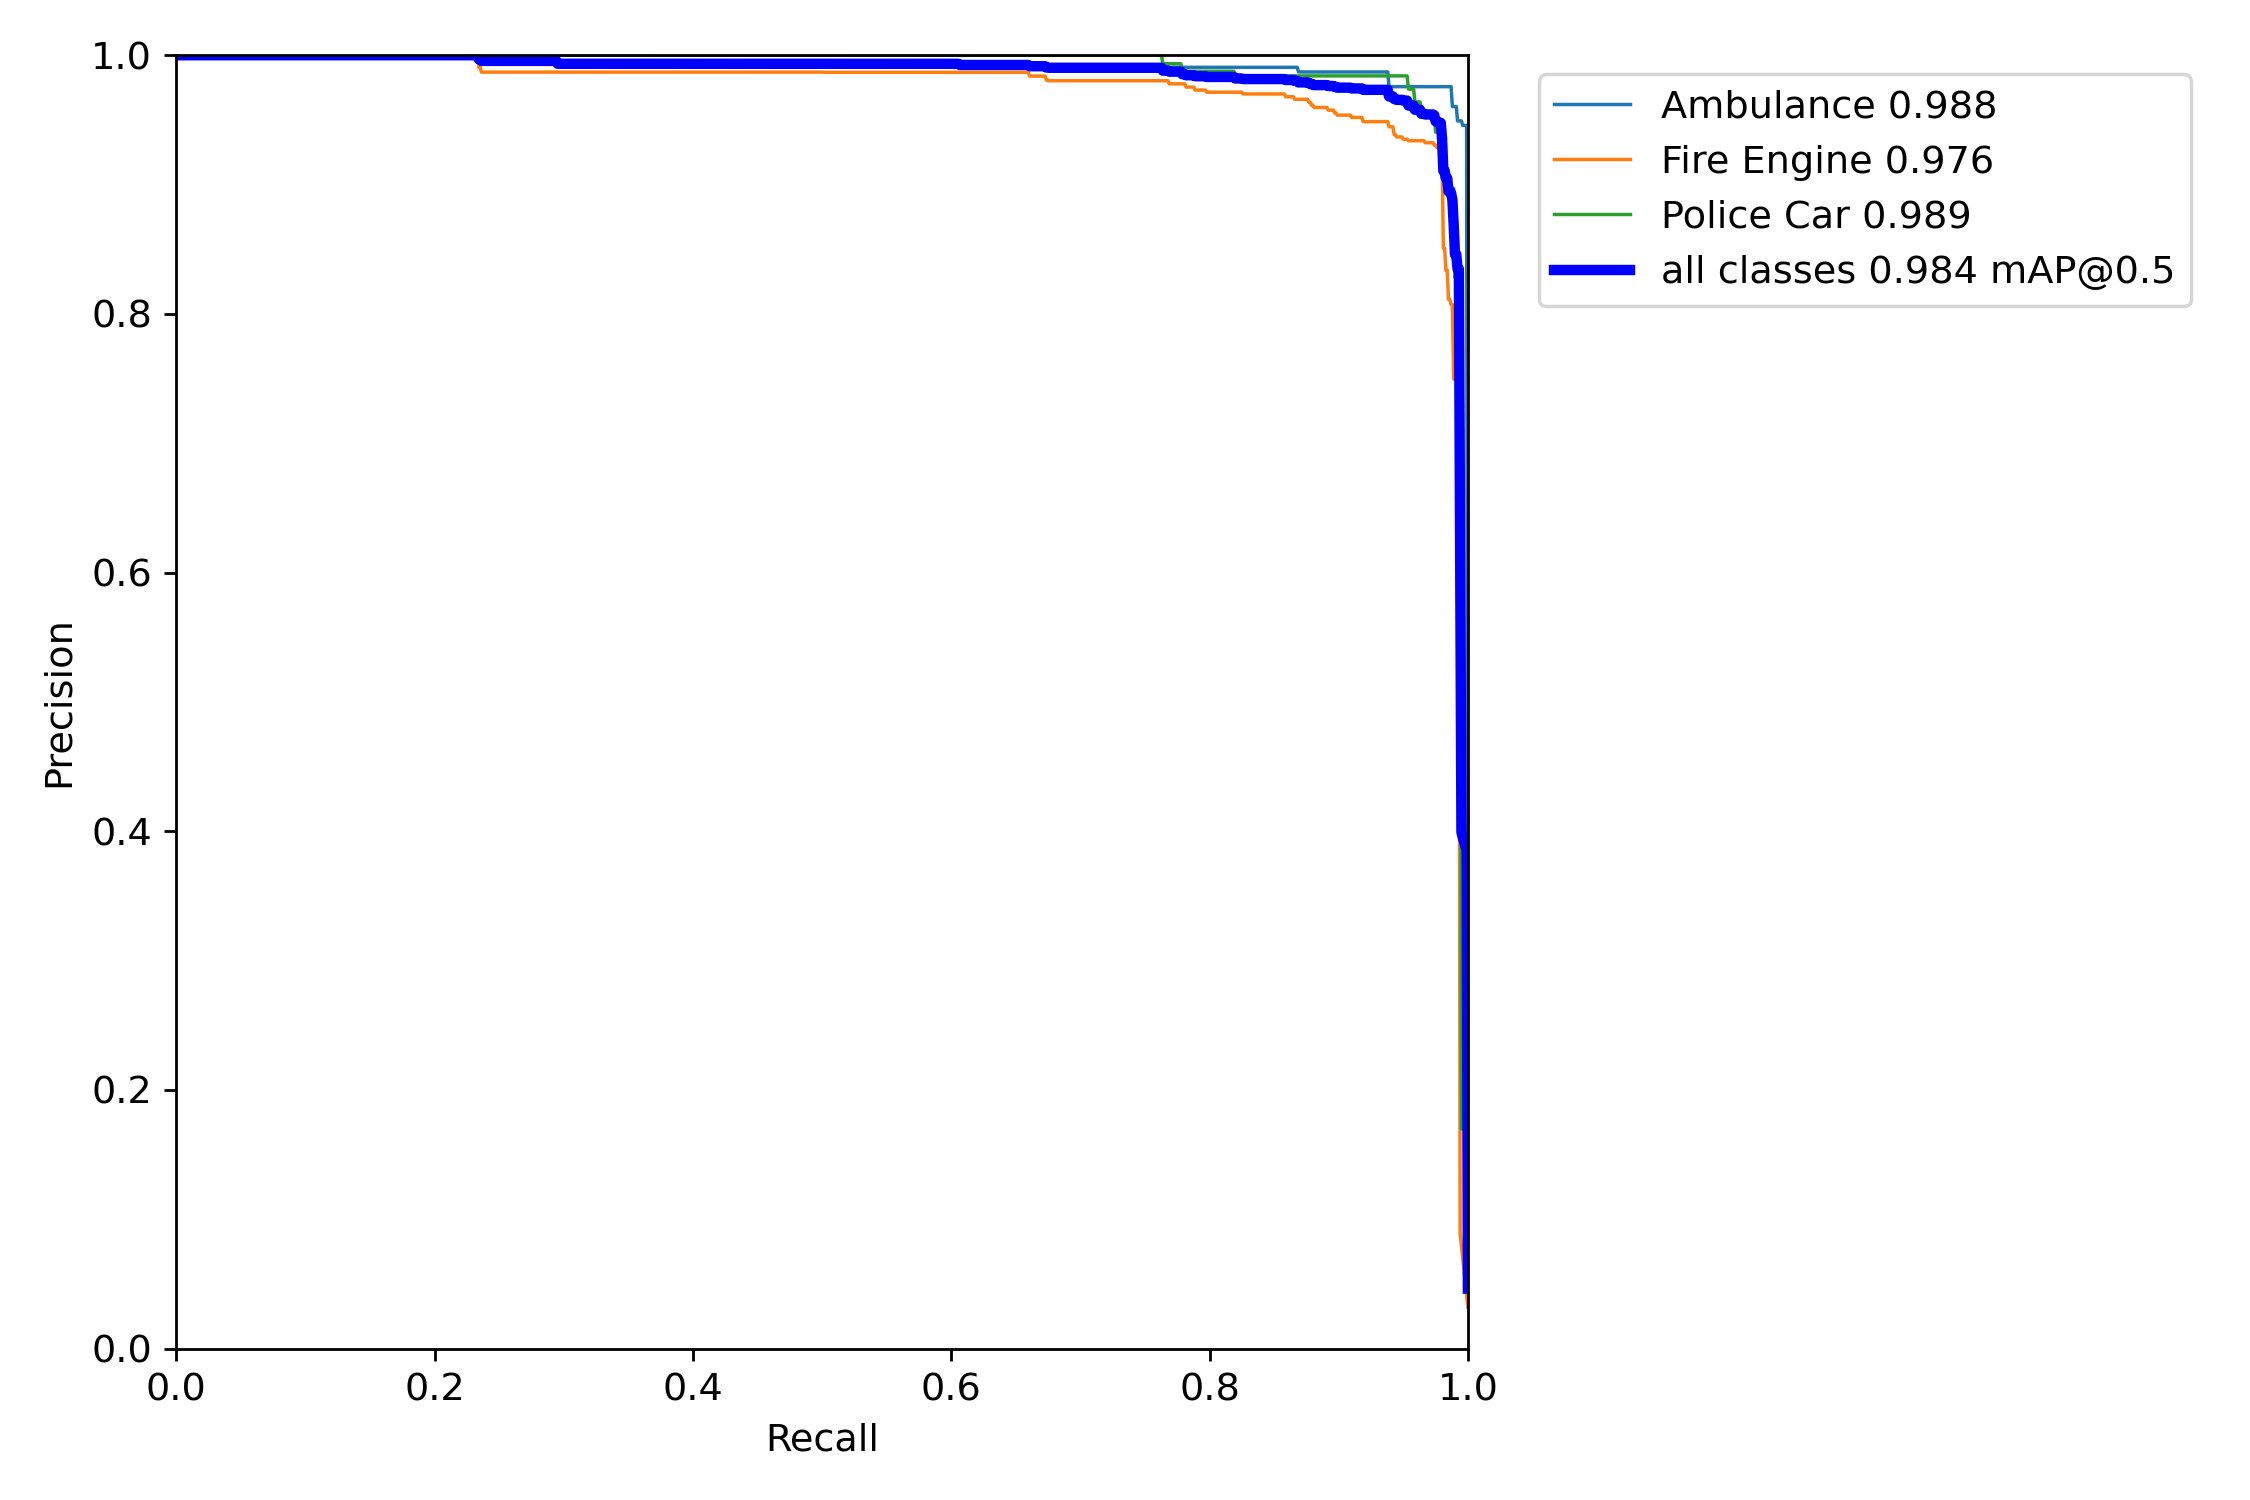 1.0
0.8
0.6
0.4
0.2
0.0
0.0 0.2 0.4 0.6 0.8 1.0
Precision
Recall
Ambulance 0.988
Fire Engine 0.976
Police Car 0.989
all classes 0.984 mAP@0.5